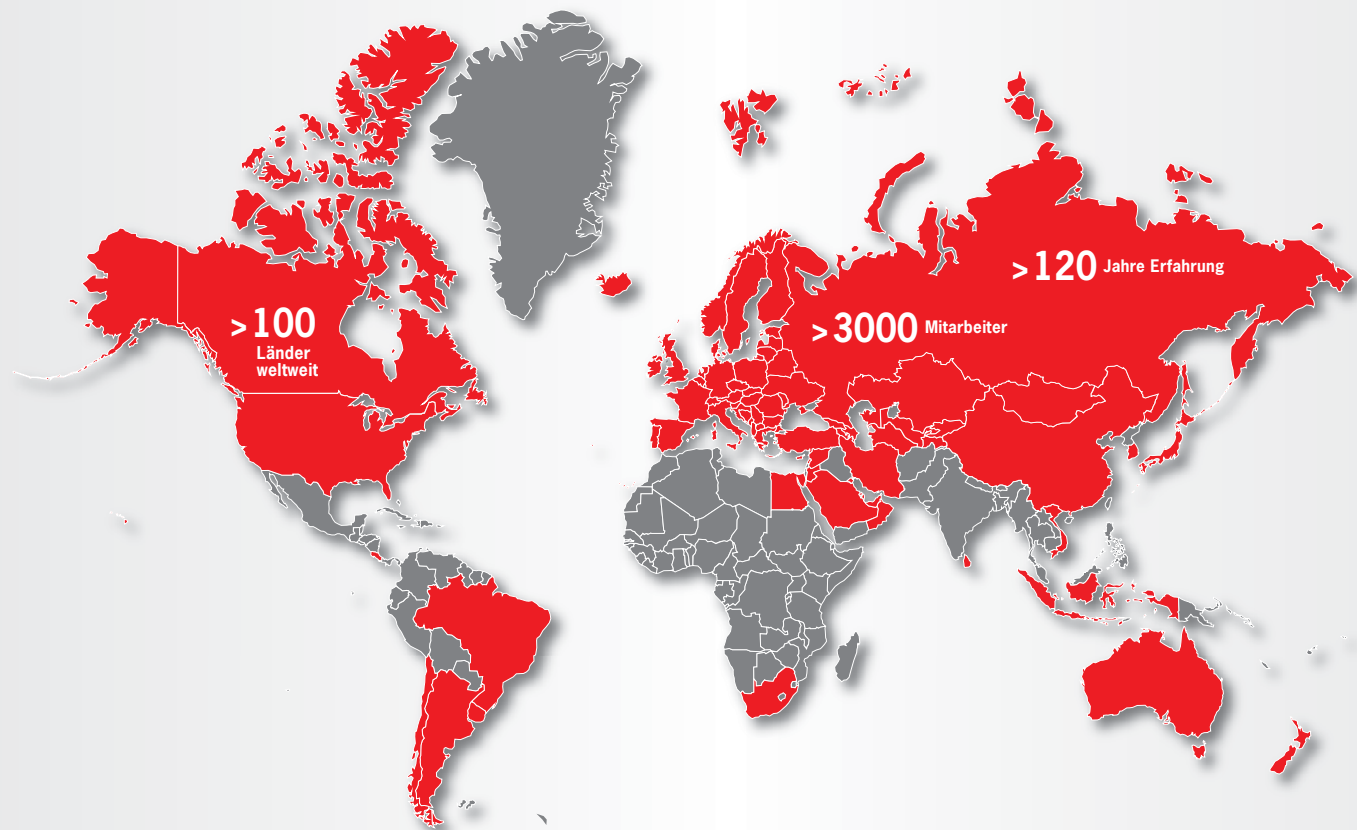 > 100
Länder
weltweit
> 3000 Mitarbeiter
> 120 Jahre Erfahrung